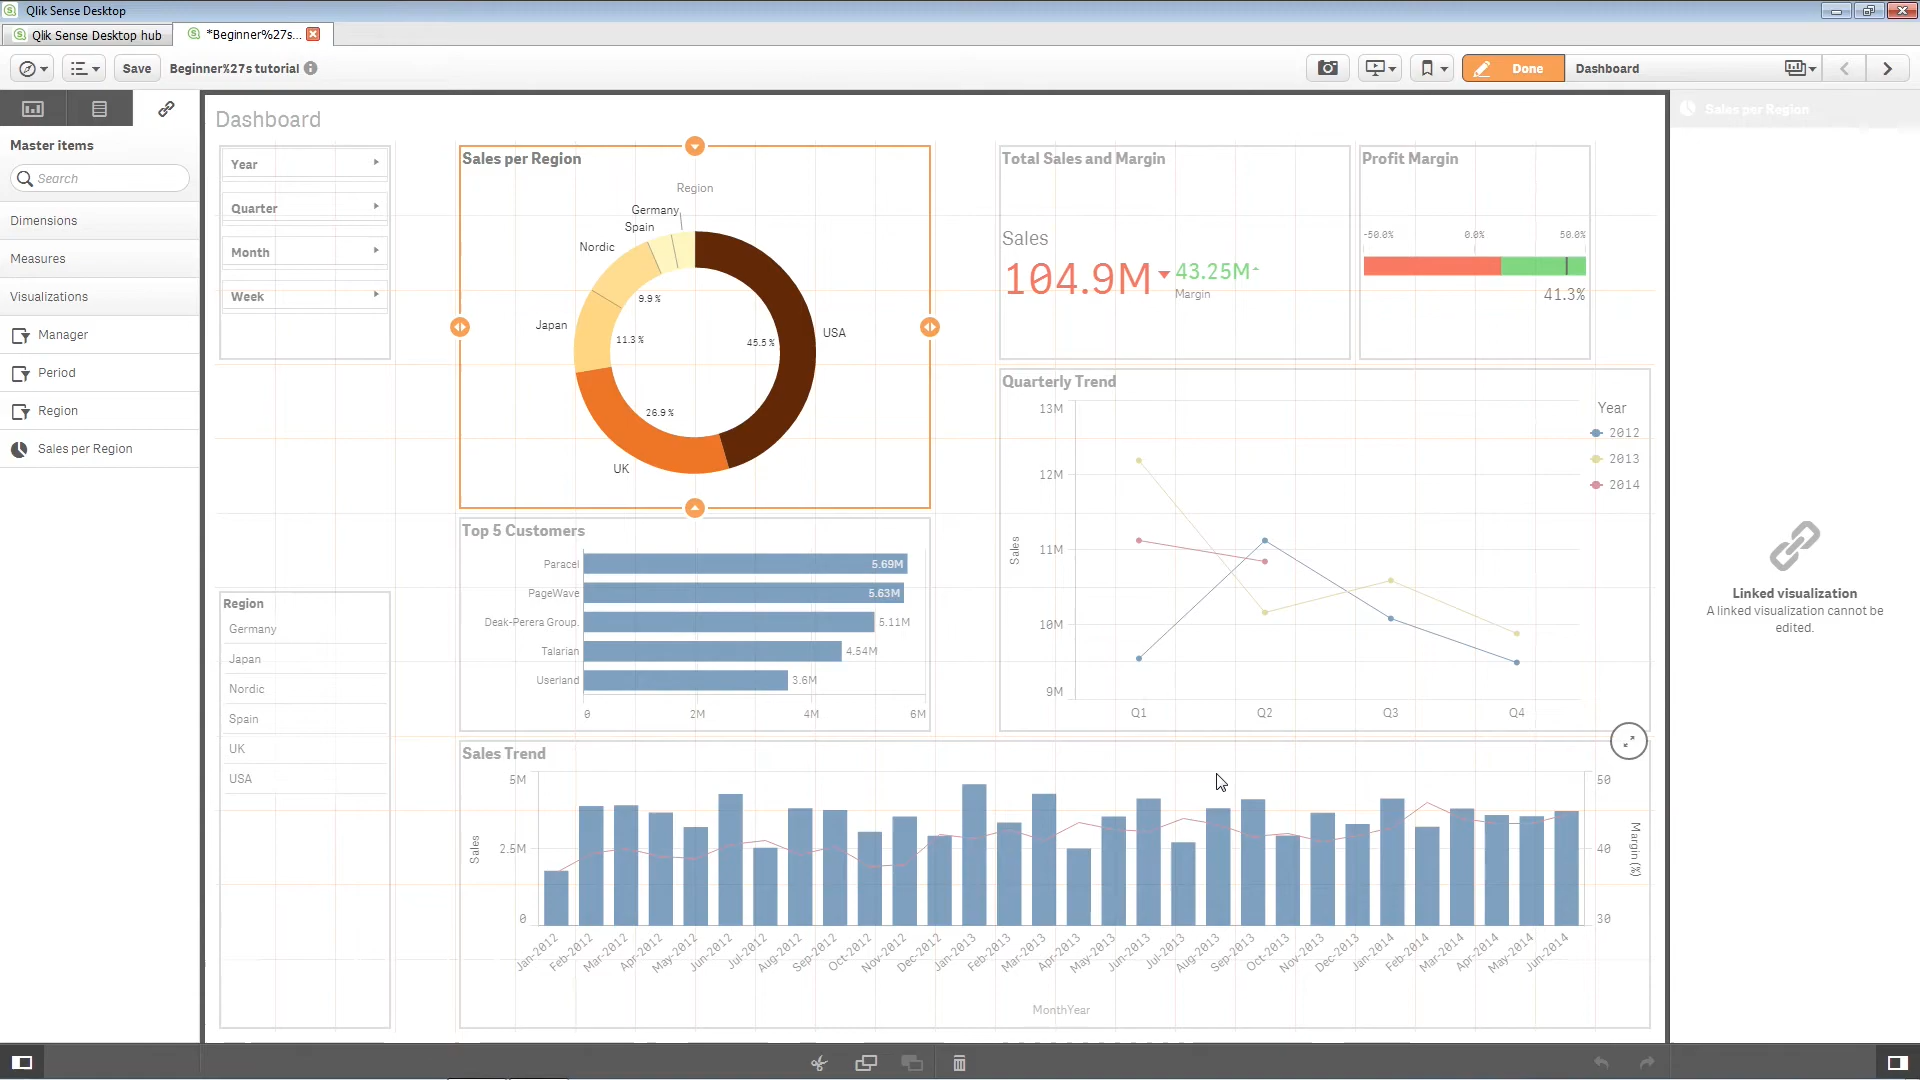 Qlik Sense Desktop
Qlik Sense Desktop hub
*Beginner%27s...
Save
Beginner%27s tutorial
Done
Dashboard
Master items
Search
Dimensions
Measures
Visualizations
Manager
Period
Region
Sales per Region
Dashboard
Year
Quarter
Month
Week
Region
Germany
Japan
Nordic
Spain
UK
USA
Sales per Region
Region
Germany
Spain
Nordic
Japan
UK
USA
9.9 %
11.3 %
45.5 %
26.9 %
Top 5 Customers
Paracel
5.69M
PageWave
5.63M
Deak-Perera Group.
5.11M
Talarian
4.54M
Userland
3.6M
0 2M 4M 6M
Total Sales and Margin
Sales
104.9M
43.25M
Margin
Profit Margin
-50.0% 0.0% 50.0%
41.3%
Quarterly Trend
Year
2012
2013
2014
13M
12M
11M
10M
9M
Sales
Q1 Q2 Q3 Q4
Sales Trend
5M
2.5M
0
Sales
50
40
30
Margin (%)
Jan-2012 Feb-2012 Mar-2012 Apr-2012 May-2012 Jun-2012 Jul-2012 Aug-2012 Sep-2012 Oct-2012 Nov-2012 Dec-2012 Jan-2013 Feb-2013 Mar-2013 Apr-2013 May-2013 Jun-2013 Jul-2013 Aug-2013 Sep-2013 Oct-2013 Nov-2013 Dec-2013 Jan-2014 Feb-2014 Mar-2014 Apr-2014 May-2014 Jun-2014
MonthYear
Sales per Region
Linked visualization
A linked visualization cannot be
edited.